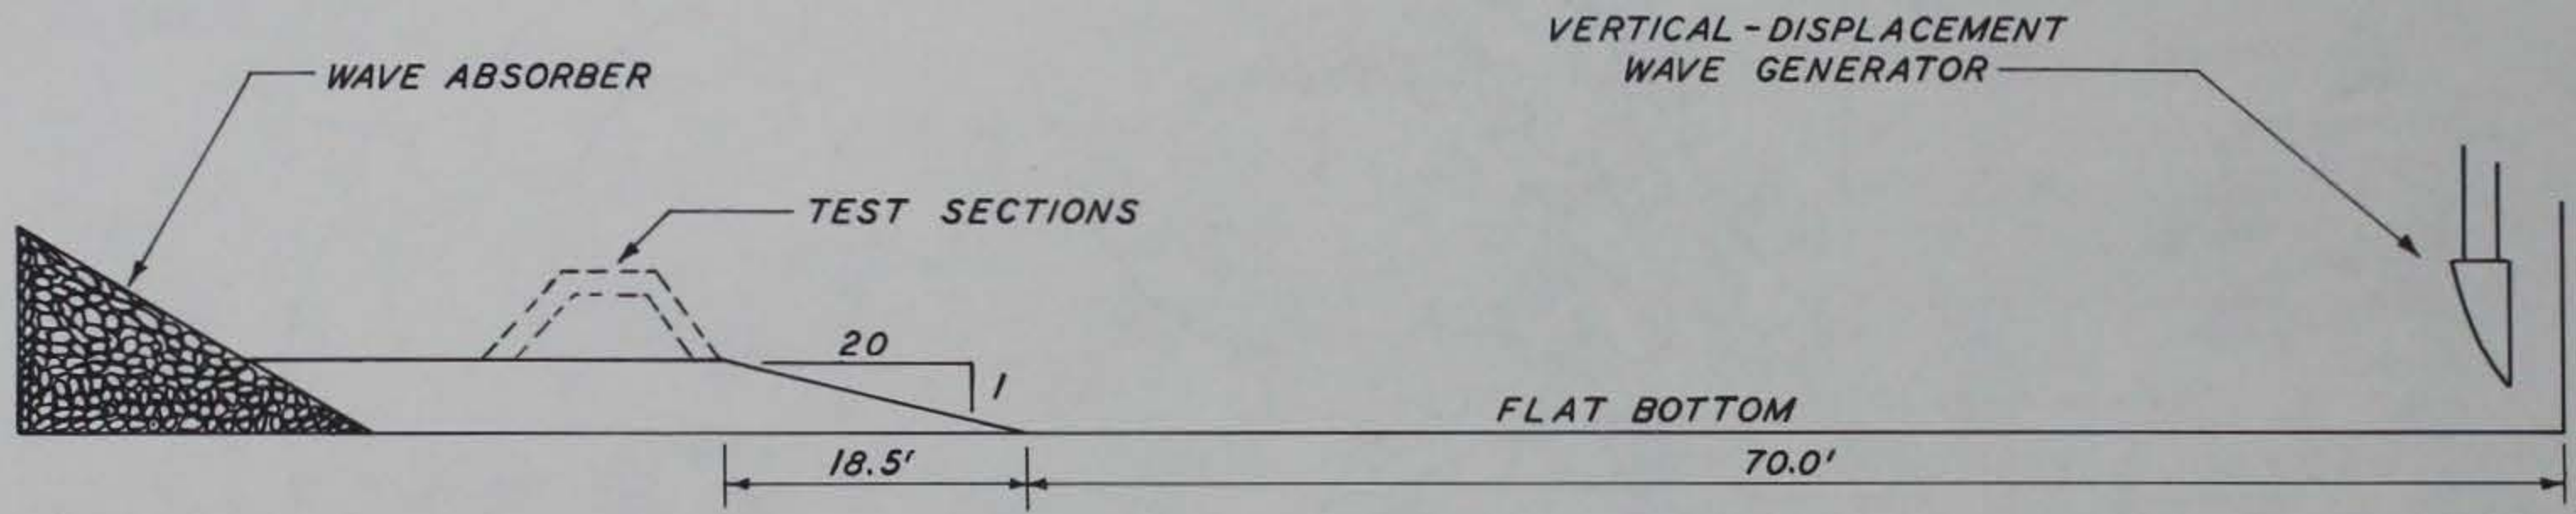 VERTICAL-DISPLACEMENT
WAVE GENERATOR
WAVE ABSORBER
TEST SECTIONS
20
1
FLAT BOTTOM
18.5'
70.0'